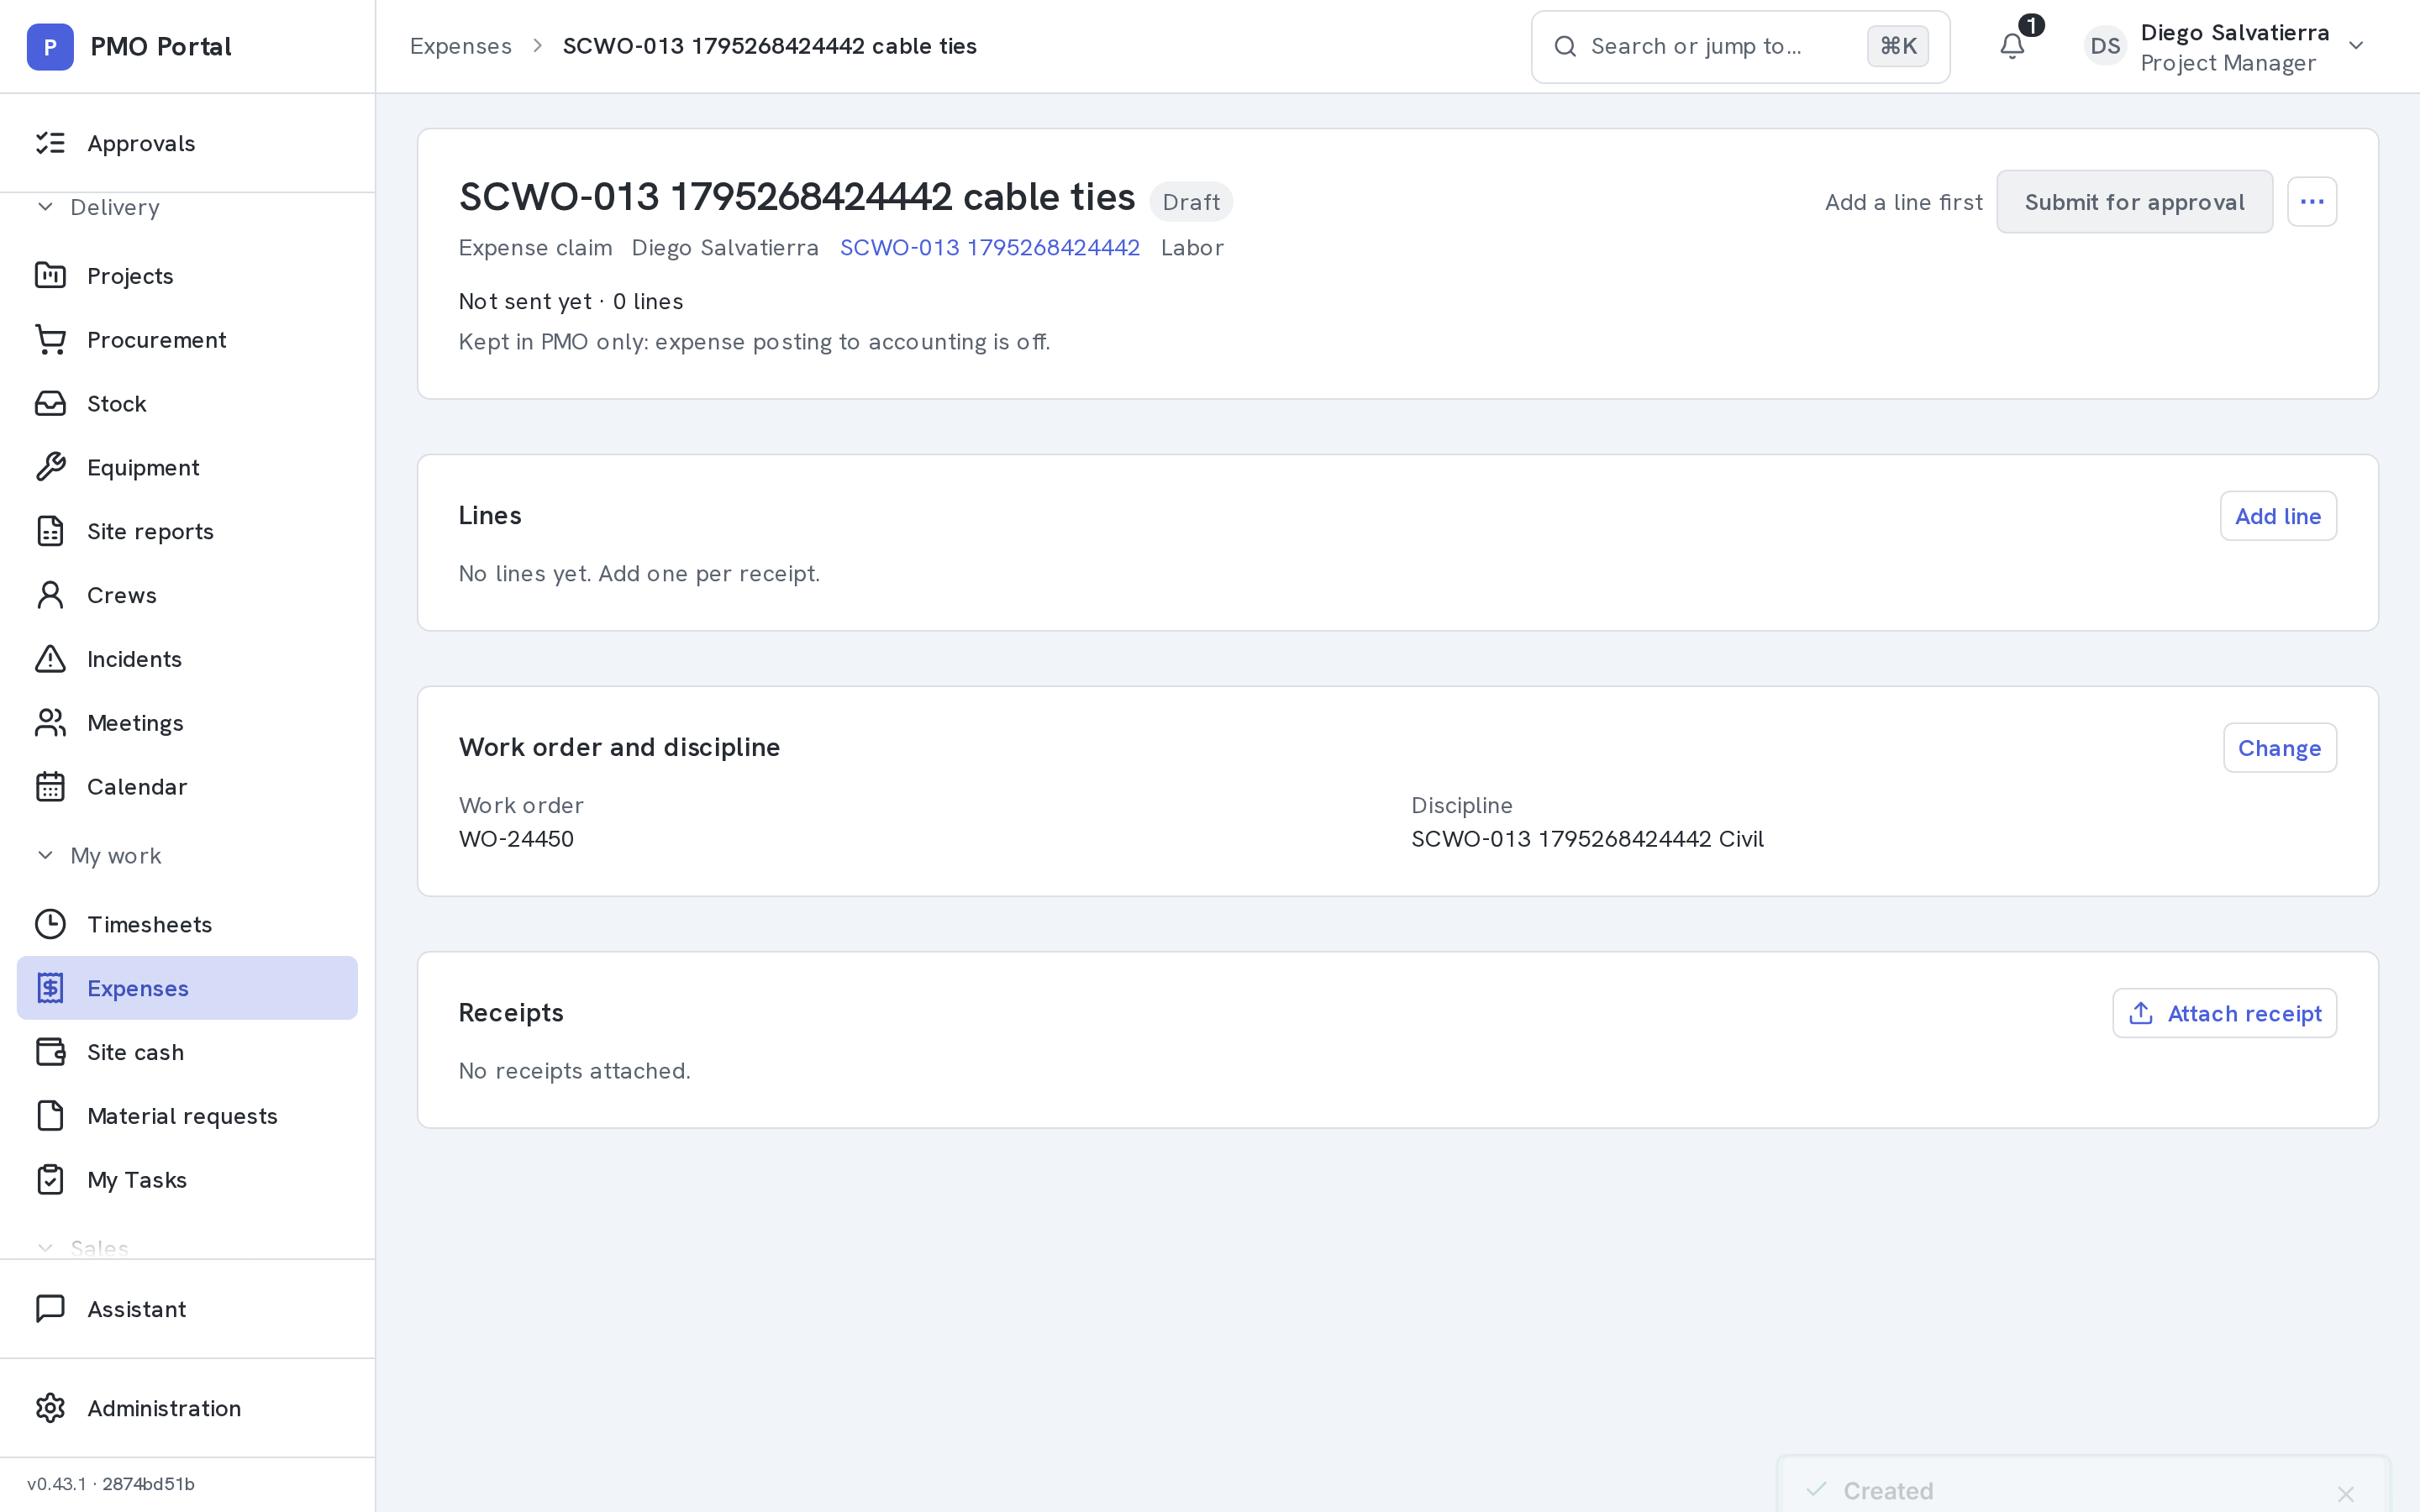 P PMO Portal
Expenses > SCWO-013 1795268424442 cable ties
Search or jump to... ⌘K
1
DS
Diego Salvatierra
Project Manager
Approvals
Delivery
Projects
Procurement
Stock
Equipment
Site reports
Crews
Incidents
Meetings
Calendar
My work
Timesheets
Expenses
Site cash
Material requests
My Tasks
Sales
Assistant
Administration
v0.43.1 · 2874bd51b
SCWO-013 1795268424442 cable ties Draft
Add a line first Submit for approval ...
Expense claim Diego Salvatierra SCWO-013 1795268424442 Labor
Not sent yet · 0 lines
Kept in PMO only: expense posting to accounting is off.
Lines Add line
No lines yet. Add one per receipt.
Work order and discipline Change
Work order Discipline
WO-24450 SCWO-013 1795268424442 Civil
Receipts Attach receipt
No receipts attached.
Created